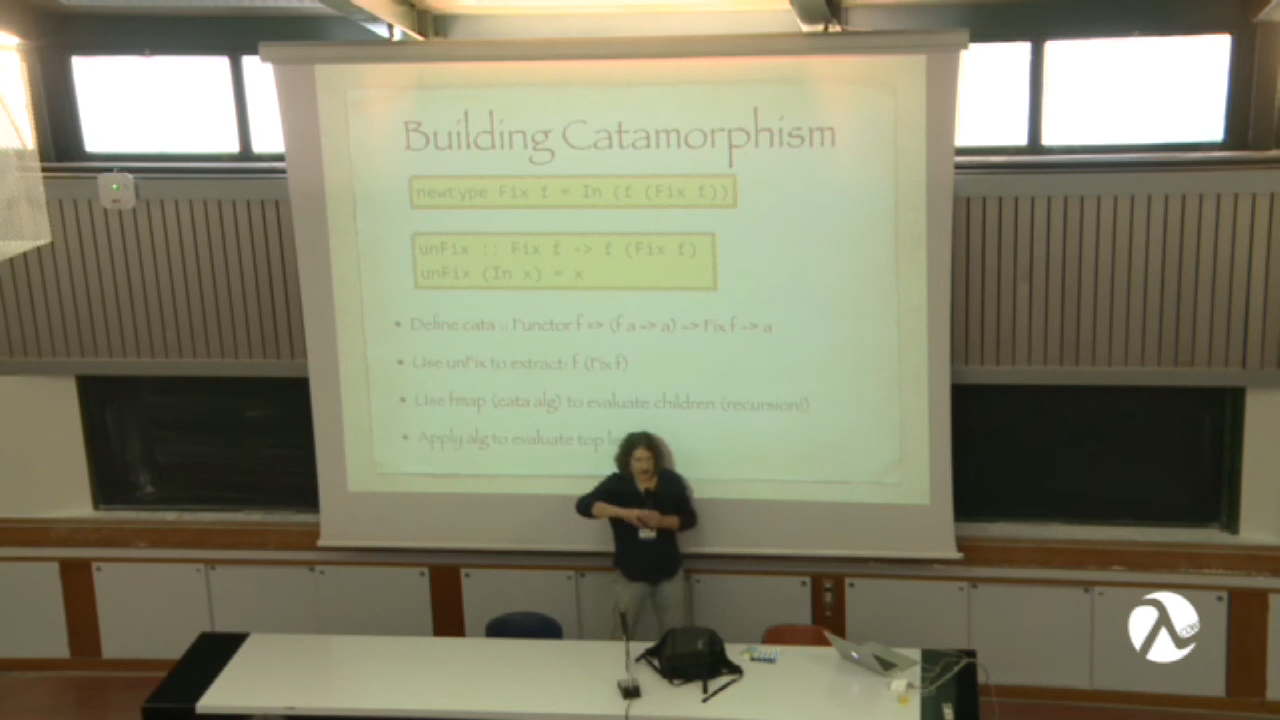 Building Catamorphism
newtype Fix f = In (f (Fix f))
unFix :: Fix f -> f (Fix f)
unFix (In x) = x
• Define cata :: Functor f => (f a -> a) -> Fix f -> a
• Use unFix to extract: f (Fix f)
• Use fmap (cata alg) to evaluate children (recursion!)
• Apply alg to evaluate top
λ